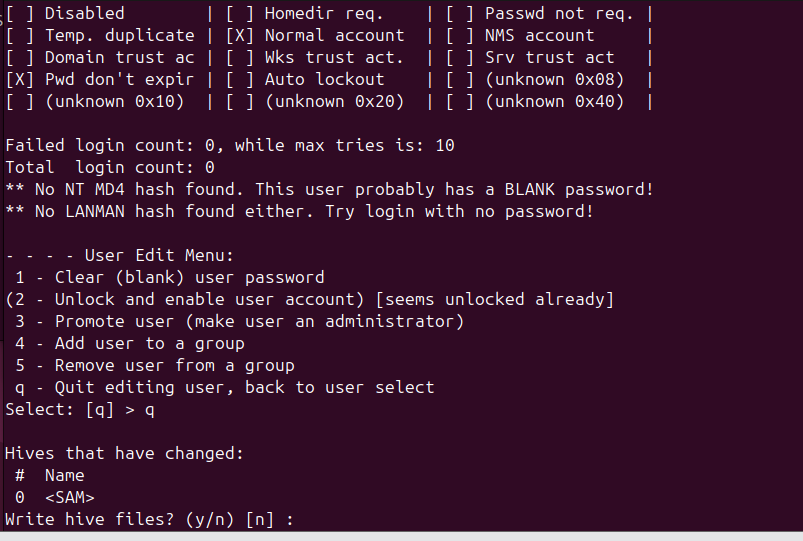 [ ] Disabled        | [ ] Homedir req.    | [ ] Passwd not req. |
[ ] Temp. duplicate | [X] Normal account  | [ ] NMS account     |
[ ] Domain trust ac | [ ] Wks trust act.  | [ ] Srv trust act   |
[X] Pwd don't expir | [ ] Auto lockout    | [ ] (unknown 0x08)  |
[ ] (unknown 0x10)  | [ ] (unknown 0x20)  | [ ] (unknown 0x40)  |

Failed login count: 0, while max tries is: 10
Total  login count: 0
** No NT MD4 hash found. This user probably has a BLANK password!
** No LANMAN hash found either. Try login with no password!

- - - - User Edit Menu:
 1 - Clear (blank) user password
(2 - Unlock and enable user account) [seems unlocked already]
 3 - Promote user (make user an administrator)
 4 - Add user to a group
 5 - Remove user from a group
 q - Quit editing user, back to user select
Select: [q] > q

Hives that have changed:
 #  Name
 0  <SAM>
Write hive files? (y/n) [n] :